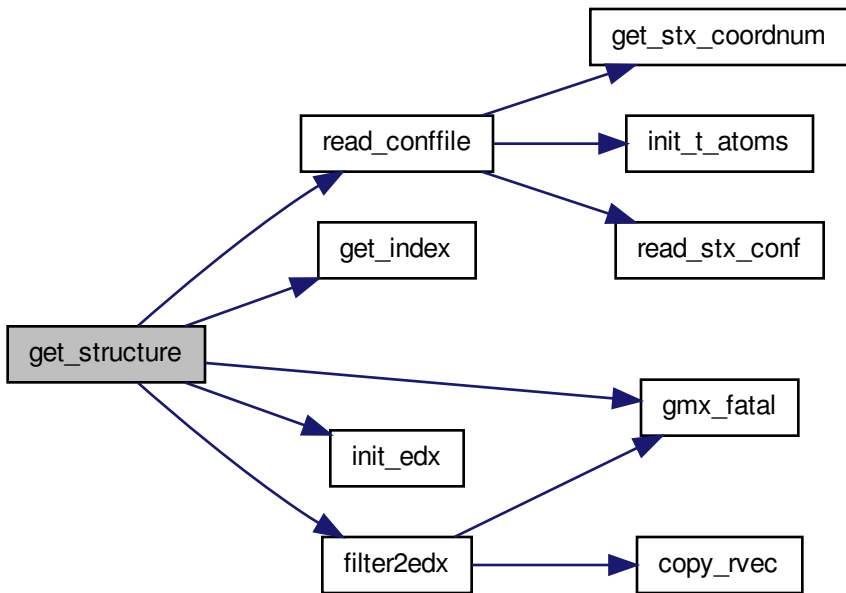 get_stx_coordnum
read_conffile
init_t_atoms
get_index
read_stx_conf
get_structure
gmx_fatal
init_edx
filter2edx
copy_rvec